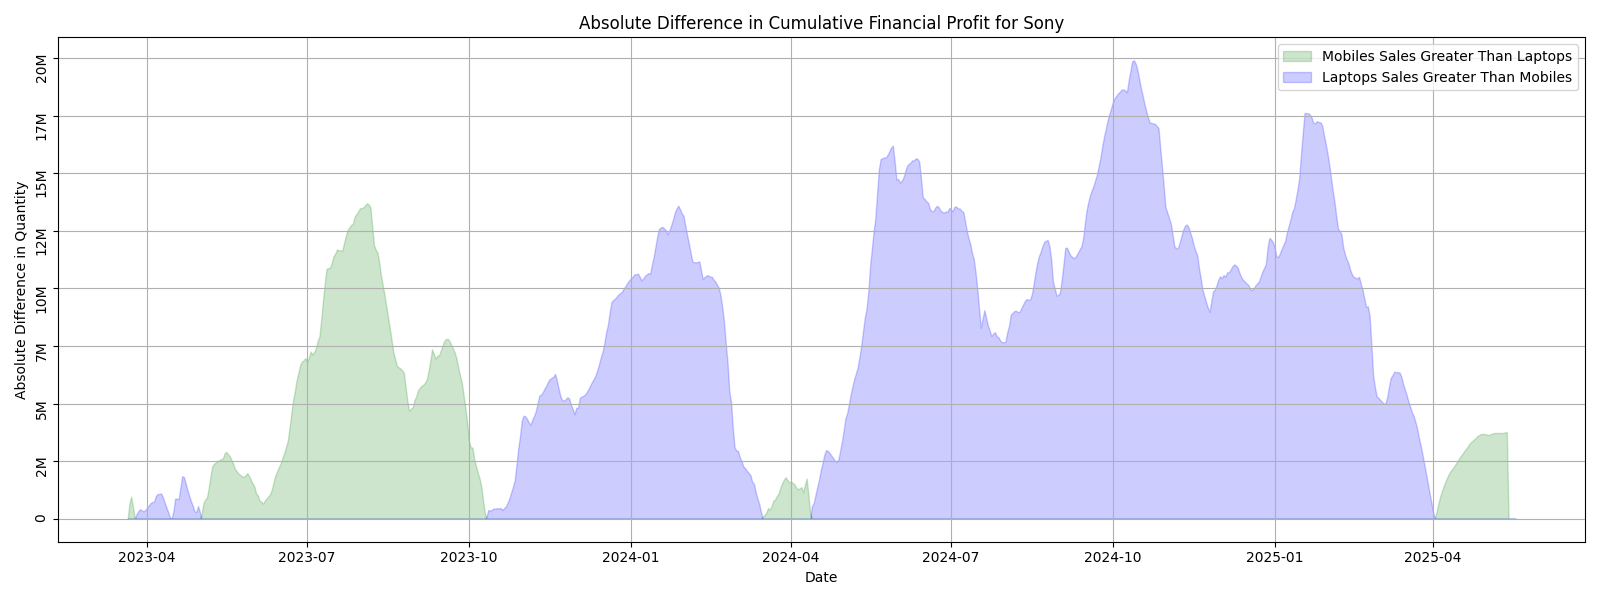 Absolute Difference in Cumulative Financial Profit for Sony
Mobiles Sales Greater Than Laptops
Laptops Sales Greater Than Mobiles
Absolute Difference in Quantity
20M
17M
15M
12M
10M
7M
5M
2M
0
2023-04 2023-07 2023-10 2024-01 2024-04 2024-07 2024-10 2025-01 2025-04
Date